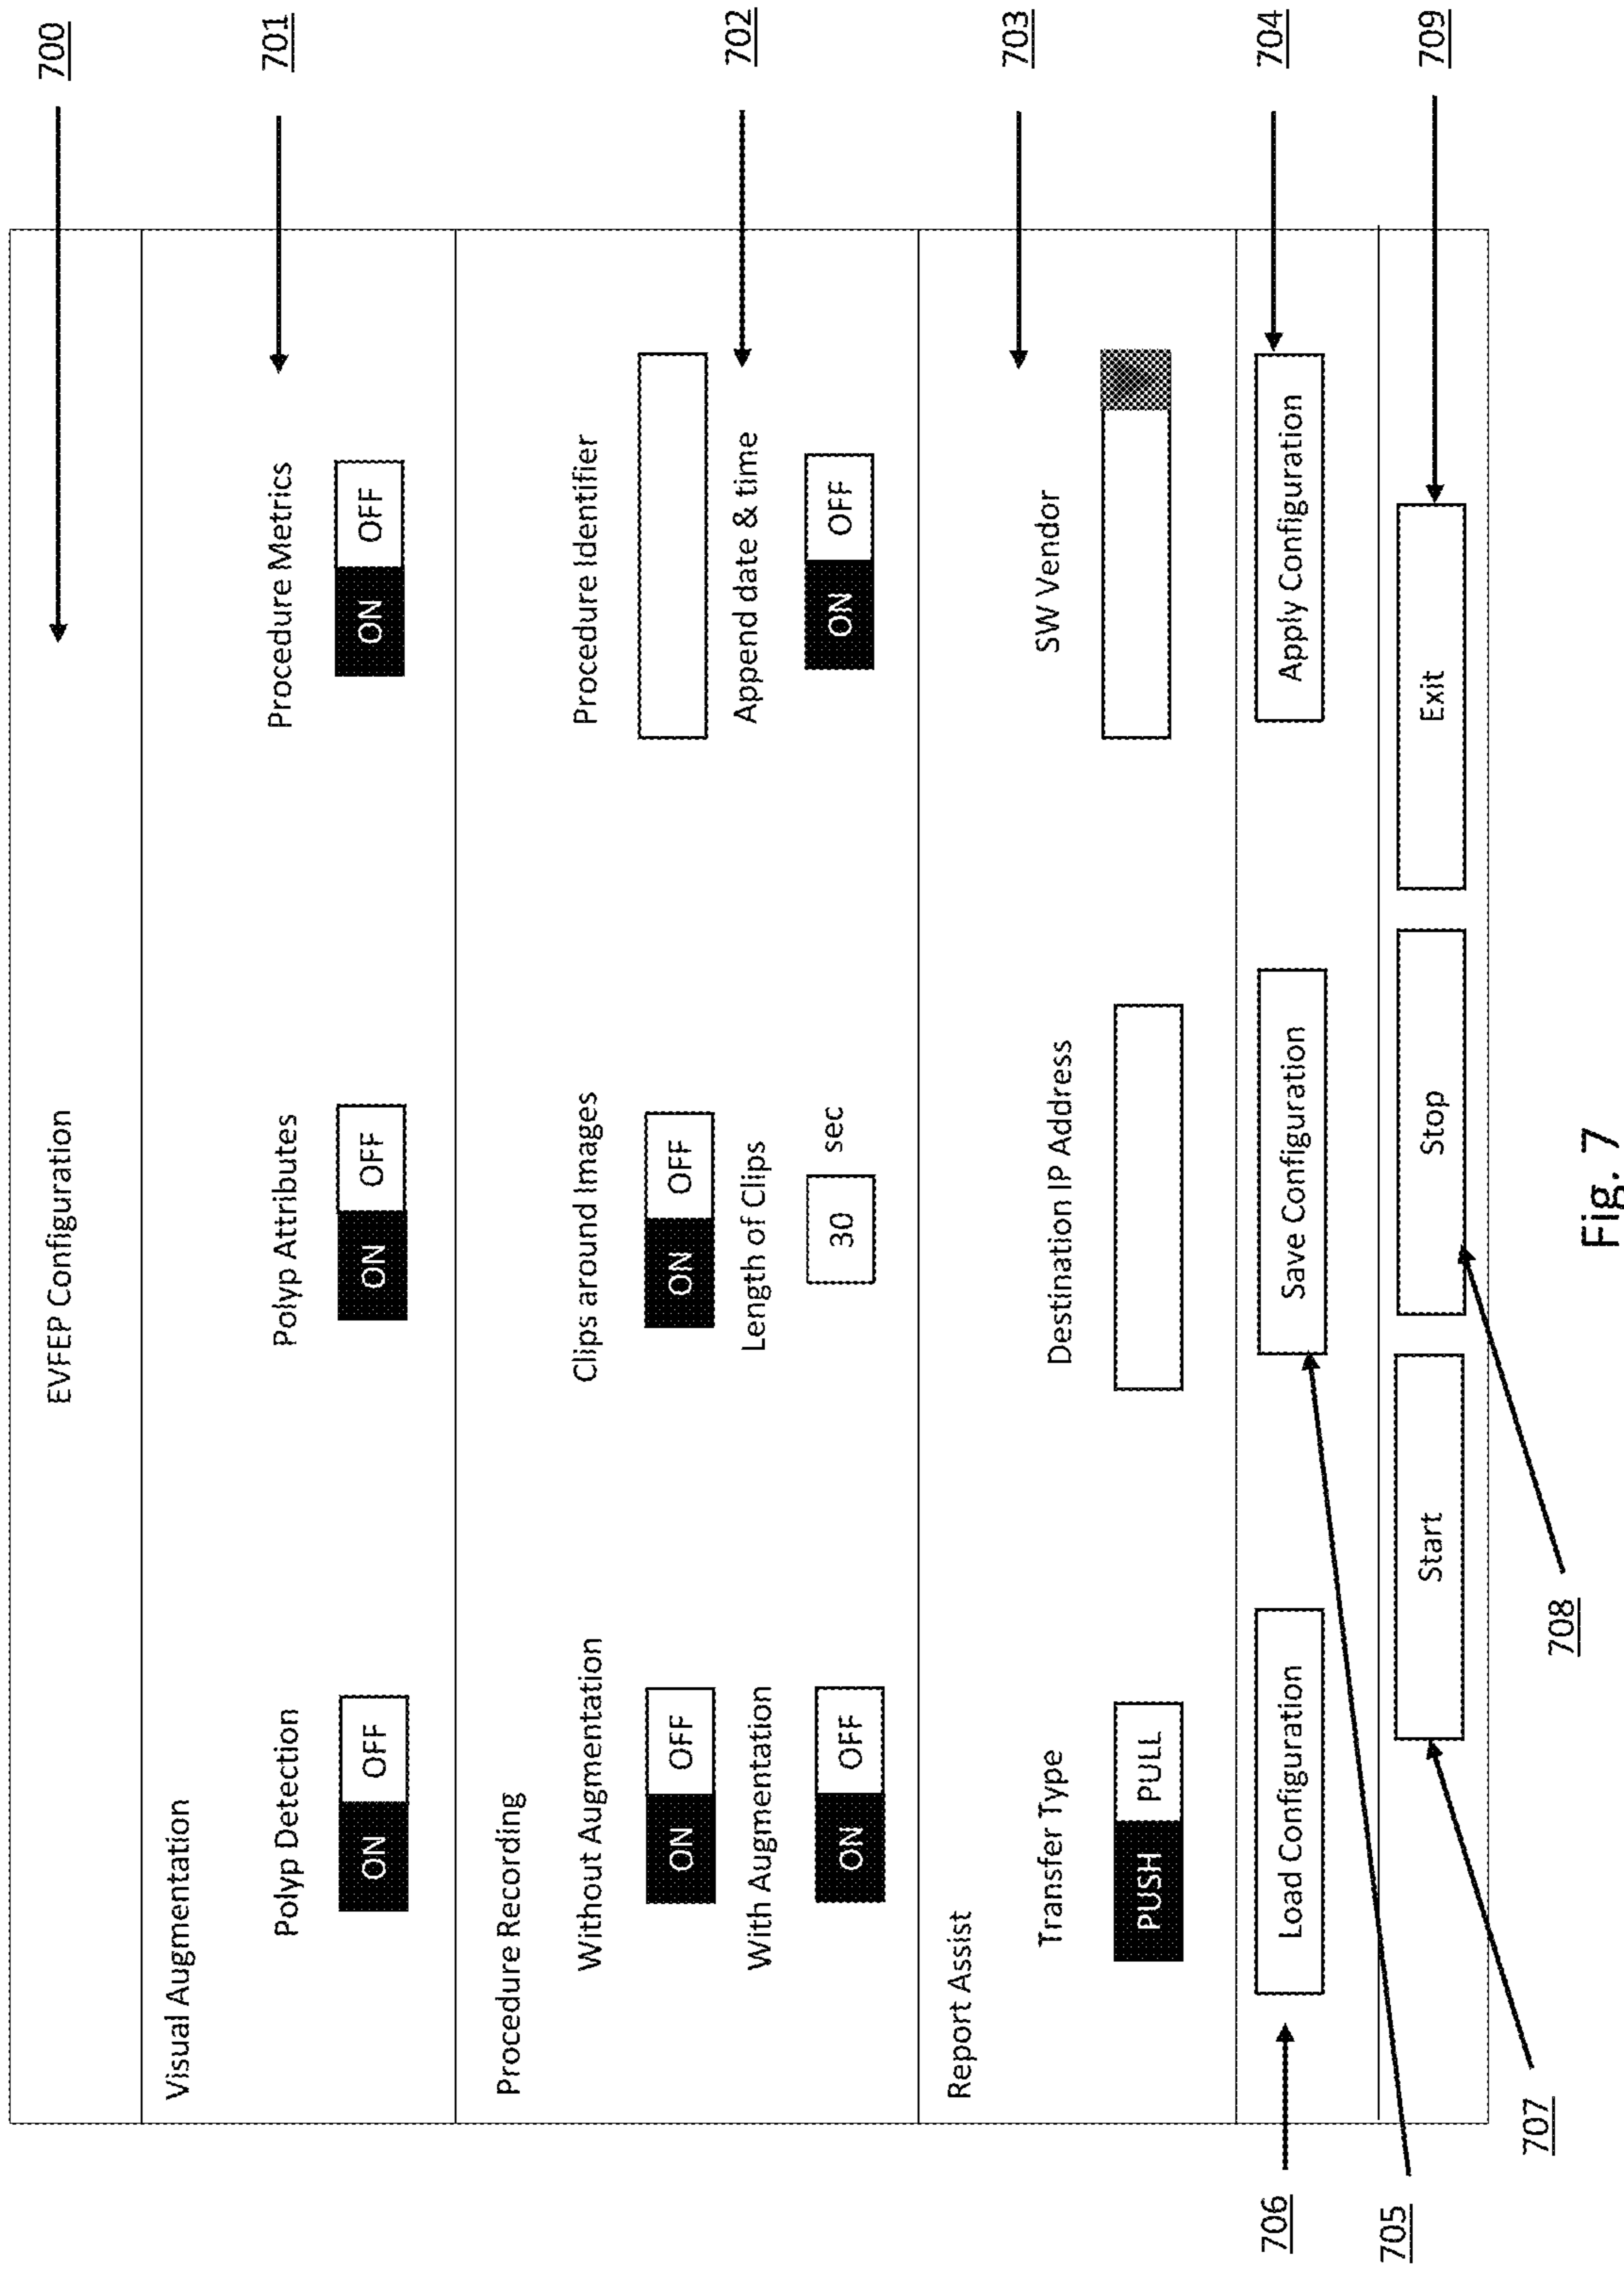 EVFEP Configuration
700
Visual Augmentation
701
Polyp Detection Polyp Attributes Procedure Metrics
ON OFF ON OFF ON OFF
Procedure Recording
Without Augmentation Clips around Images Procedure Identifier
ON OFF ON OFF
With Augmentation Length of Clips Append date & time
702
ON OFF 30 sec ON OFF
Report Assist
703
Transfer Type Destination IP Address SW Vendor
PUSH PULL
706
Load Configuration Save Configuration Apply Configuration
704
705
Start Stop Exit
709
707
708
Fig. 7